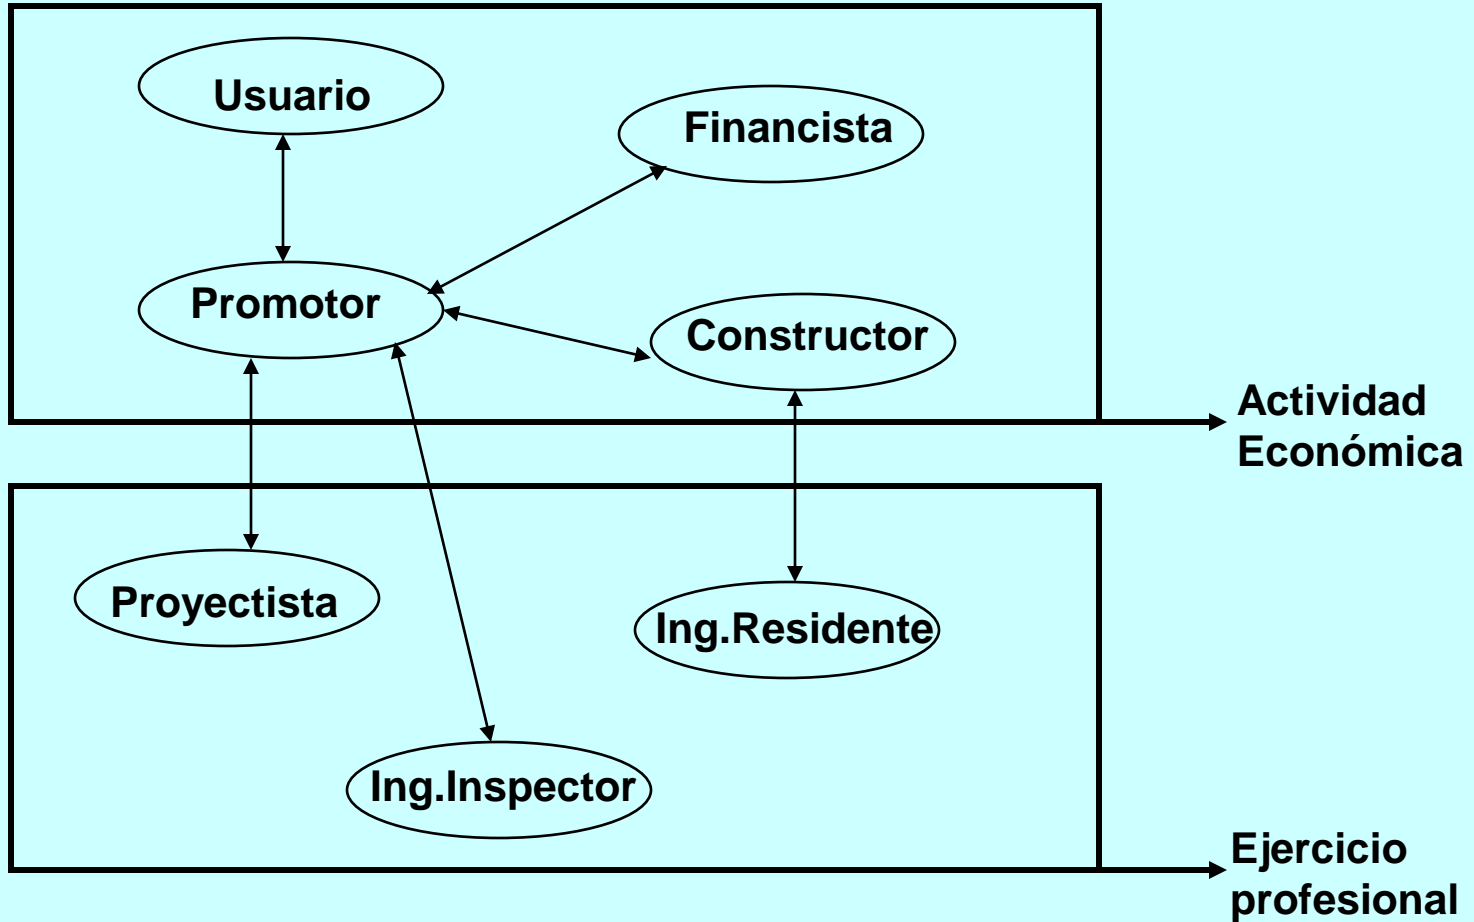 Usuario
Financista
Promotor
Constructor
Actividad
Económica
Proyectista
Ing.Residente
Ing.Inspector
Ejercicio
profesional